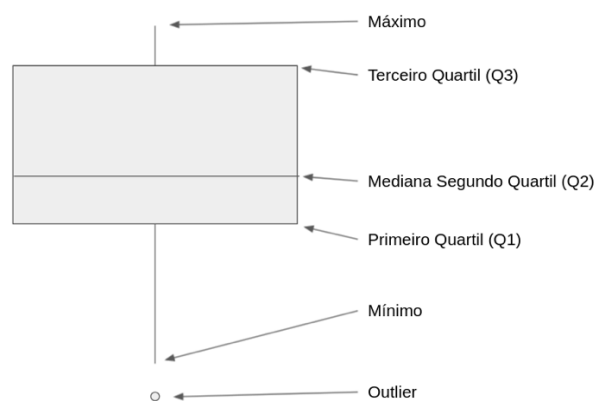 Máximo
Terceiro Quartil (Q3)
Mediana Segundo Quartil (Q2)
Primeiro Quartil (Q1)
Mínimo
Outlier